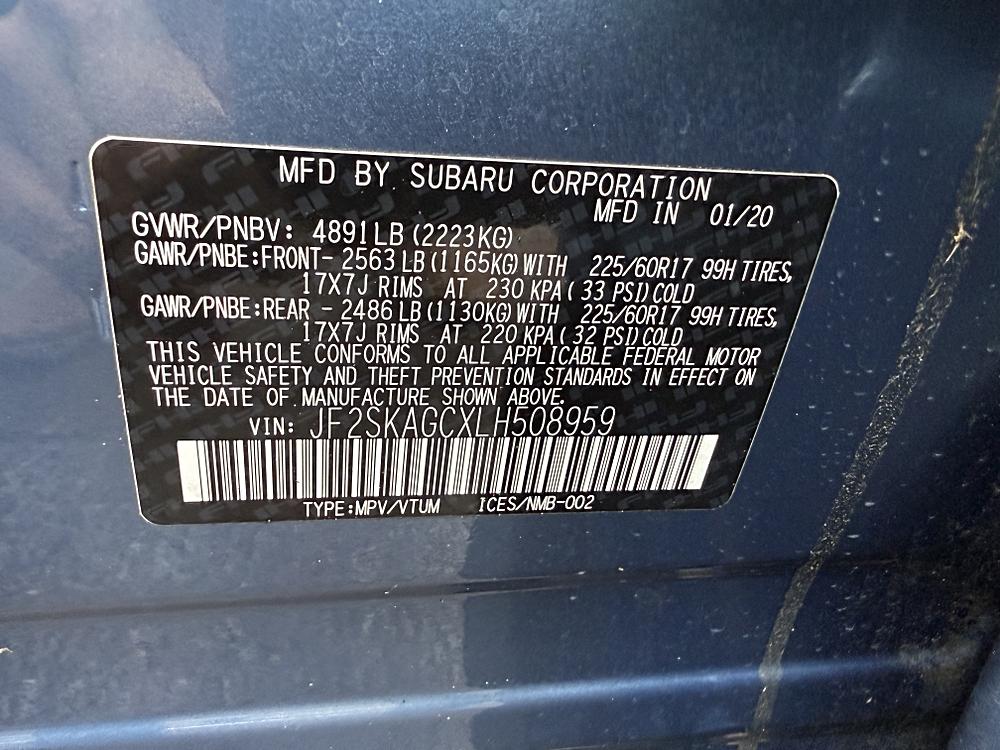 MFD BY SUBARU CORPORATION
MFD IN 01/20
GVWR/PNBV: 4891LB (2223KG)
GAWR/PNBE:FRONT- 2563 LB (1165KG) WITH 225/60R17 99H TIRES,
17X7J RIMS AT 230 KPA ( 33 PSI) COLD
GAWR/PNBE:REAR - 2486 LB (1130KG) WITH 225/60R17 99H TIRES,
17X7J RIMS AT 220 KPA ( 32 PSI) COLD
THIS VEHICLE CONFORMS TO ALL APPLICABLE FEDERAL MOTOR
VEHICLE SAFETY AND THEFT PREVENTION STANDARDS IN EFFECT ON
THE DATE OF MANUFACTURE SHOWN ABOVE.
VIN: JF2SKAGCXLH508959
TYPE:MPV/VTUM ICES/NMB-002